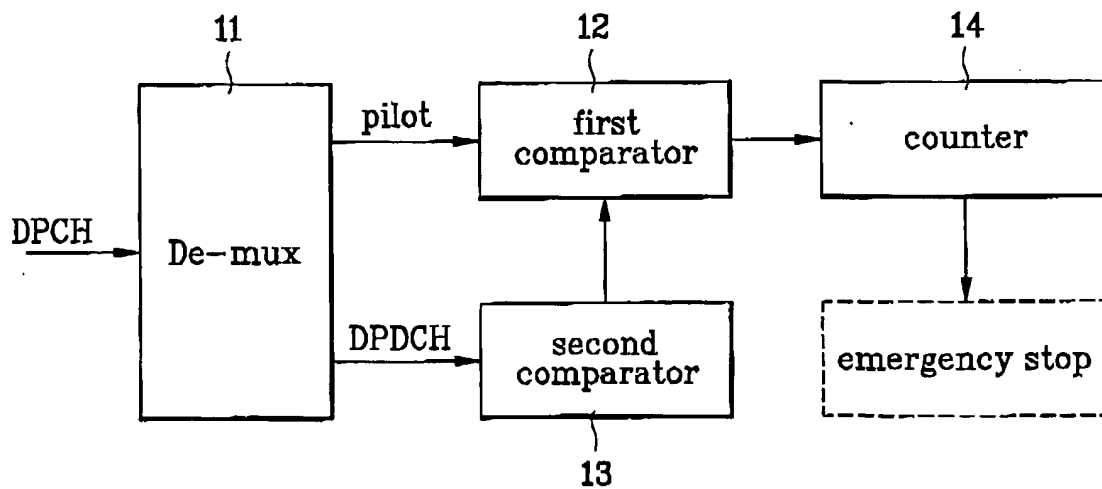 11
12
14
pilot
first
comparator
counter
DPCH
De-mux
DPDCH
second
comparator
emergency stop
13